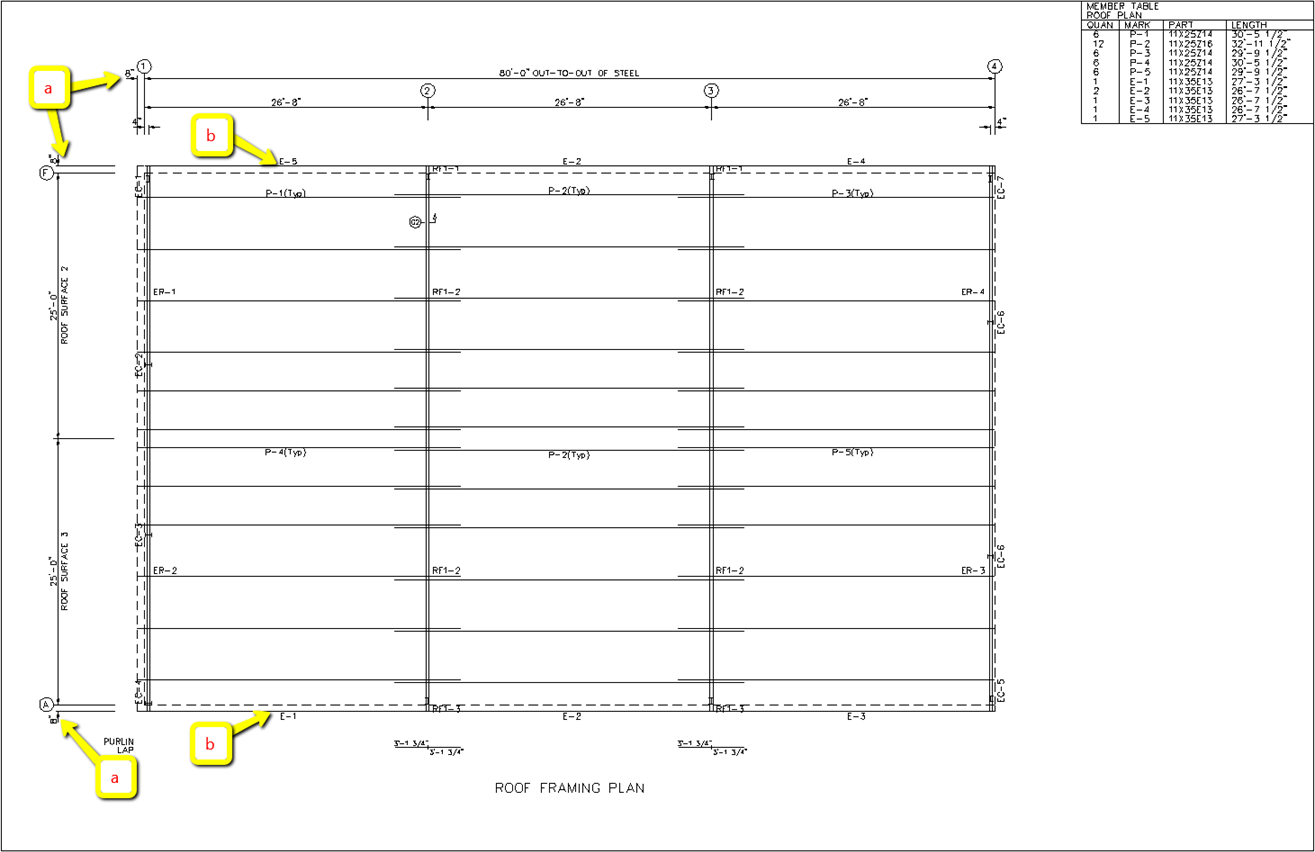 MEMBER TABLE
ROOF PLAN
QUAN MARK PART LENGTH
6 P-1 11X25Z14 30'-5 1/2"
12 P-2 11X25Z16 32'-11 1/2"
6 P-3 11X25Z14 29'-9 1/2"
6 P-4 11X25Z14 30'-5 1/2"
6 P-5 11X25Z14 29'-9 1/2"
1 E-1 11X35E13 27'-3 1/2"
2 E-2 11X35E13 26'-7 1/2"
1 E-3 11X35E13 26'-7 1/2"
1 E-4 11X35E13 26'-7 1/2"
1 E-5 11X35E13 27'-3 1/2"
1 4
8" 80'-0" OUT-TO-OUT OF STEEL
a
2 3
26'-8" 26'-8" 26'-8"
4" 4"
b
8" E-5 E-2 E-4
F RF1-1 RF1-1
EC-1 P-1(Typ) P-2(Typ) P-3(Typ) EC-7
G2 A
ER-1 RF1-2 RF1-2 ER-4
25'-0"
ROOF SURFACE 2
EC-6
EC-2
P-4(Typ) P-2(Typ) P-5(Typ)
EC-3
EC-6
25'-0"
ROOF SURFACE 3
ER-2 RF1-2 RF1-2 ER-3
EC-4 EC-5
A RF1-3 RF1-3
8" E-1 E-2 E-3
b
PURLIN
LAP
3'-1 3/4" 3'-1 3/4"
3'-1 3/4" 3'-1 3/4"
a
ROOF FRAMING PLAN